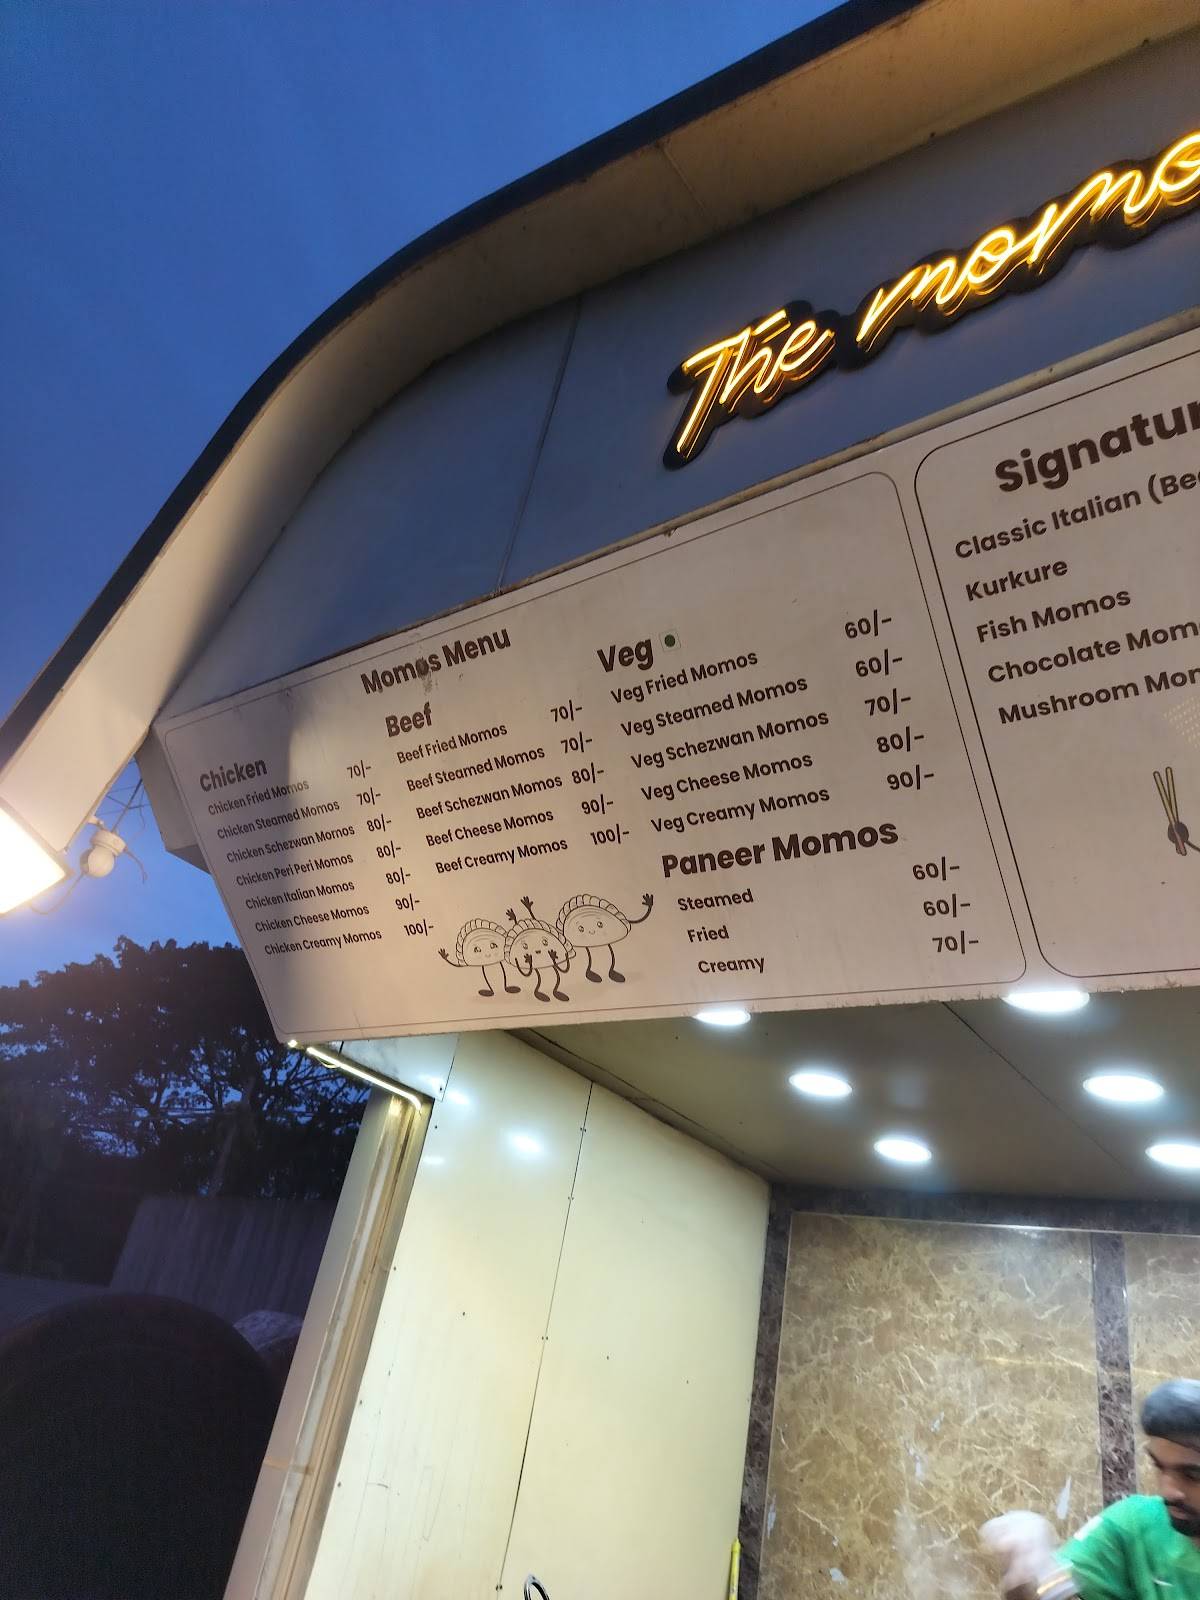 The momo
Momos Menu
Chicken
Chicken Fried Momos 70/-
Chicken Steamed Momos 70/-
Chicken Schezwan Momos 80/-
Chicken Peri Peri Momos 80/-
Chicken Italian Momos 80/-
Chicken Cheese Momos 90/-
Chicken Creamy Momos 100/-
Beef
Beef Fried Momos 70/-
Beef Steamed Momos 70/-
Beef Schezwan Momos 80/-
Beef Cheese Momos 90/-
Beef Creamy Momos 100/-
Veg
Veg Fried Momos 60/-
Veg Steamed Momos 60/-
Veg Schezwan Momos 70/-
Veg Cheese Momos 80/-
Veg Creamy Momos 90/-
Paneer Momos
Steamed 60/-
Fried 60/-
Creamy 70/-
Signatur
Classic Italian (Bee
Kurkure
Fish Momos
Chocolate Mom
Mushroom Mom